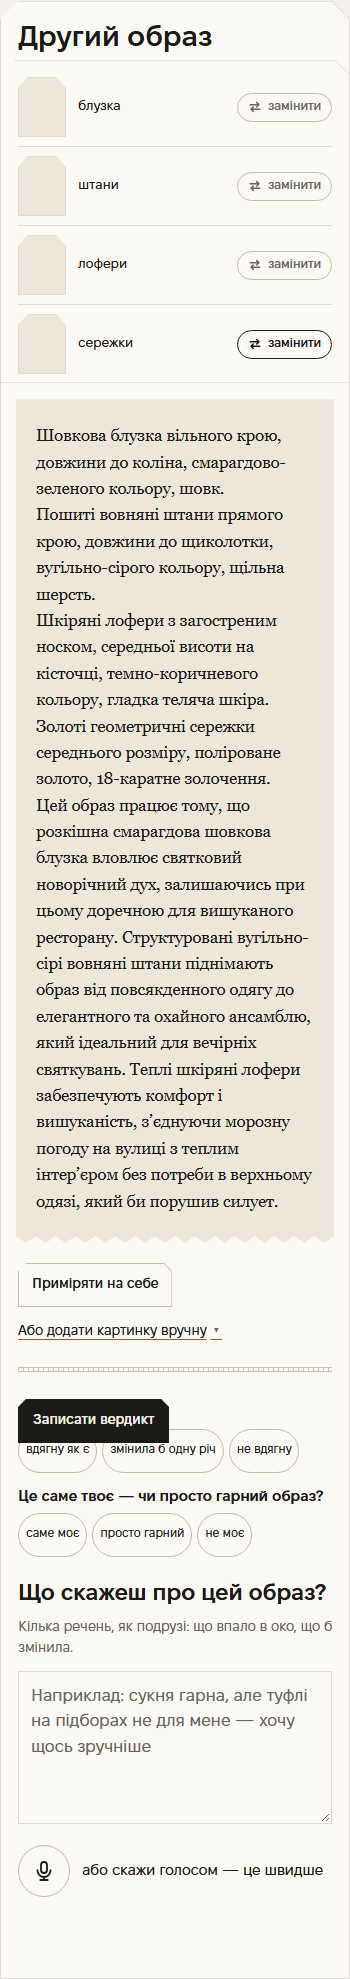 Другий образ
блузка
замінити
штани
замінити
лофери
замінити
сережки
замінити
Шовкова блузка вільного крою,
довжини до коліна, смарагдово-
зеленого кольору, шовк.
Пошиті вовняні штани прямого
крою, довжини до щиколотки,
вугільно-сірого кольору, щільна
шерсть.
Шкіряні лофери з загостреним
носком, середньої висоти на
кісточці, темно-коричневого
кольору, гладка теляча шкіра.
Золоті геометричні сережки
середнього розміру, поліроване
золото, 18-каратне золочення.
Цей образ працює тому, що
розкішна смарагдова шовкова
блузка вловлює святковий
новорічний дух, залишаючись при
цьому доречною для вишуканого
ресторану. Структуровані вугільно-
сірі вовняні штани піднімають
образ від повсякденного одягу до
елегантного та охайного ансамблю,
який ідеальний для вечірніх
святкувань. Теплі шкіряні лофери
забезпечують комфорт і
вишуканість, з’єднуючи морозну
погоду на вулиці з теплим
інтер’єром без потреби в верхньому
одязі, який би порушив силует.
Приміряти на себе
Або додати картинку вручну
Записати вердикт
вдягну як є
змінила б одну річ
не вдягну
Це саме твоє — чи просто гарний образ?
саме моє
просто гарний
не моє
Що скажеш про цей образ?
Кілька речень, як подрузі: що впало в око, що б
змінила.
Наприклад: сукня гарна, але туфлі
на підборах не для мене — хочу
щось зручніше
або скажи голосом — це швидше